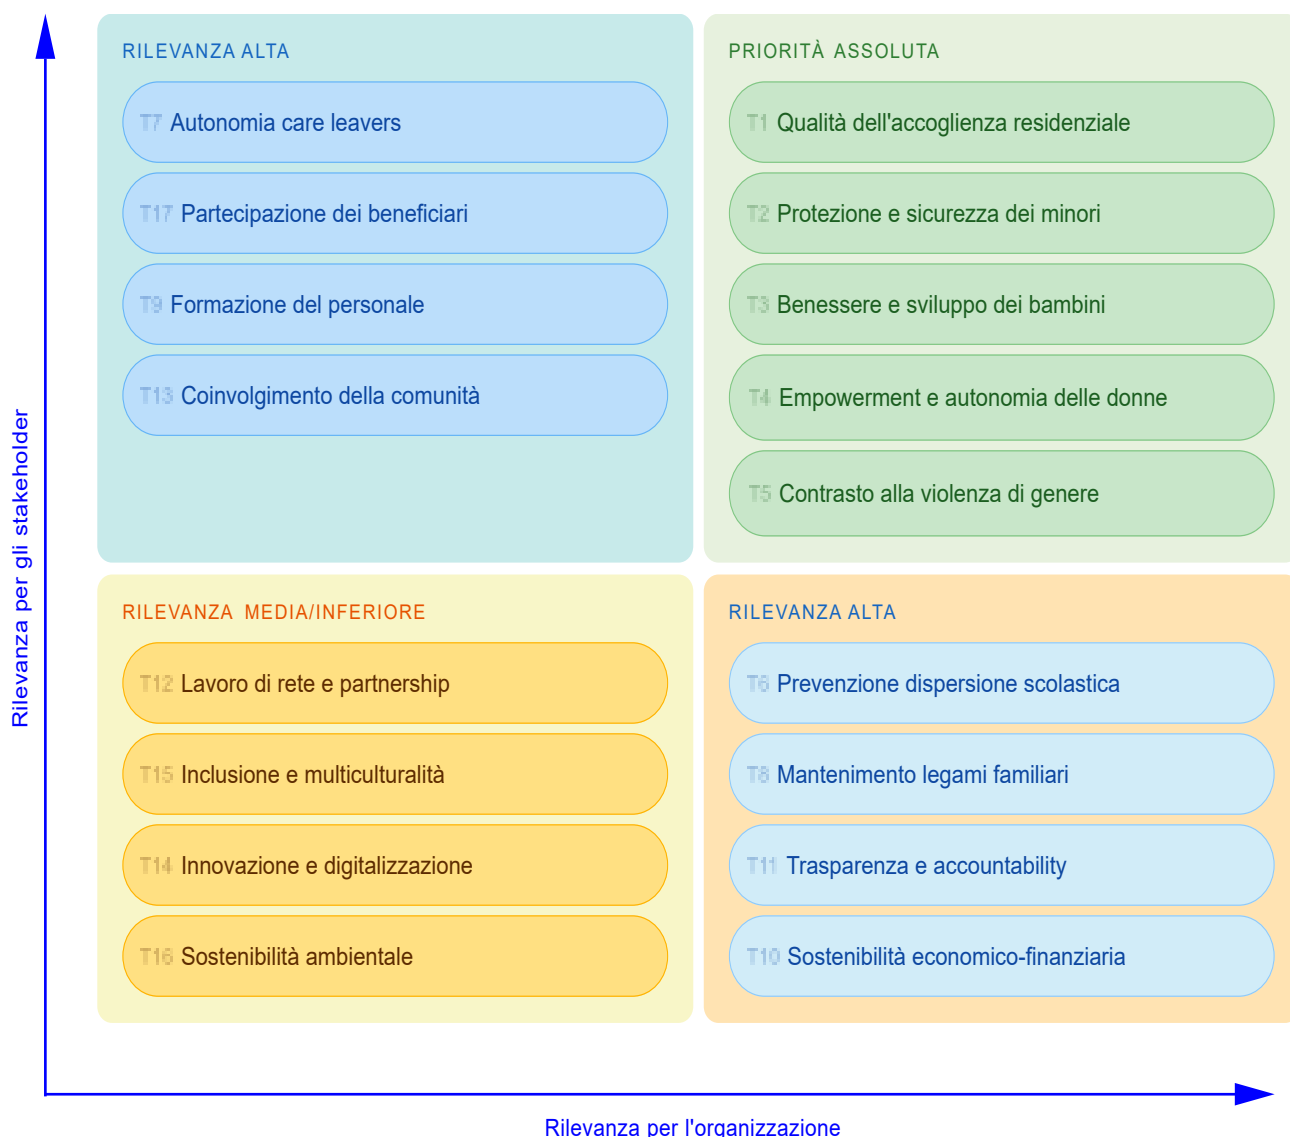 RILEVANZA ALTA
T7 Autonomia care leavers
T17 Partecipazione dei beneficiari
T9 Formazione del personale
T13 Coinvolgimento della comunità
PRIORITÀ ASSOLUTA
T1 Qualità dell'accoglienza residenziale
T2 Protezione e sicurezza dei minori
T3 Benessere e sviluppo dei bambini
T4 Empowerment e autonomia delle donne
T5 Contrasto alla violenza di genere
Rilevanza per gli stakeholder
RILEVANZA MEDIA/INFERIORE
T12 Lavoro di rete e partnership
T15 Inclusione e multiculturalità
T14 Innovazione e digitalizzazione
T16 Sostenibilità ambientale
RILEVANZA ALTA
T6 Prevenzione dispersione scolastica
T8 Mantenimento legami familiari
T11 Trasparenza e accountability
T10 Sostenibilità economico-finanziaria
Rilevanza per l'organizzazione